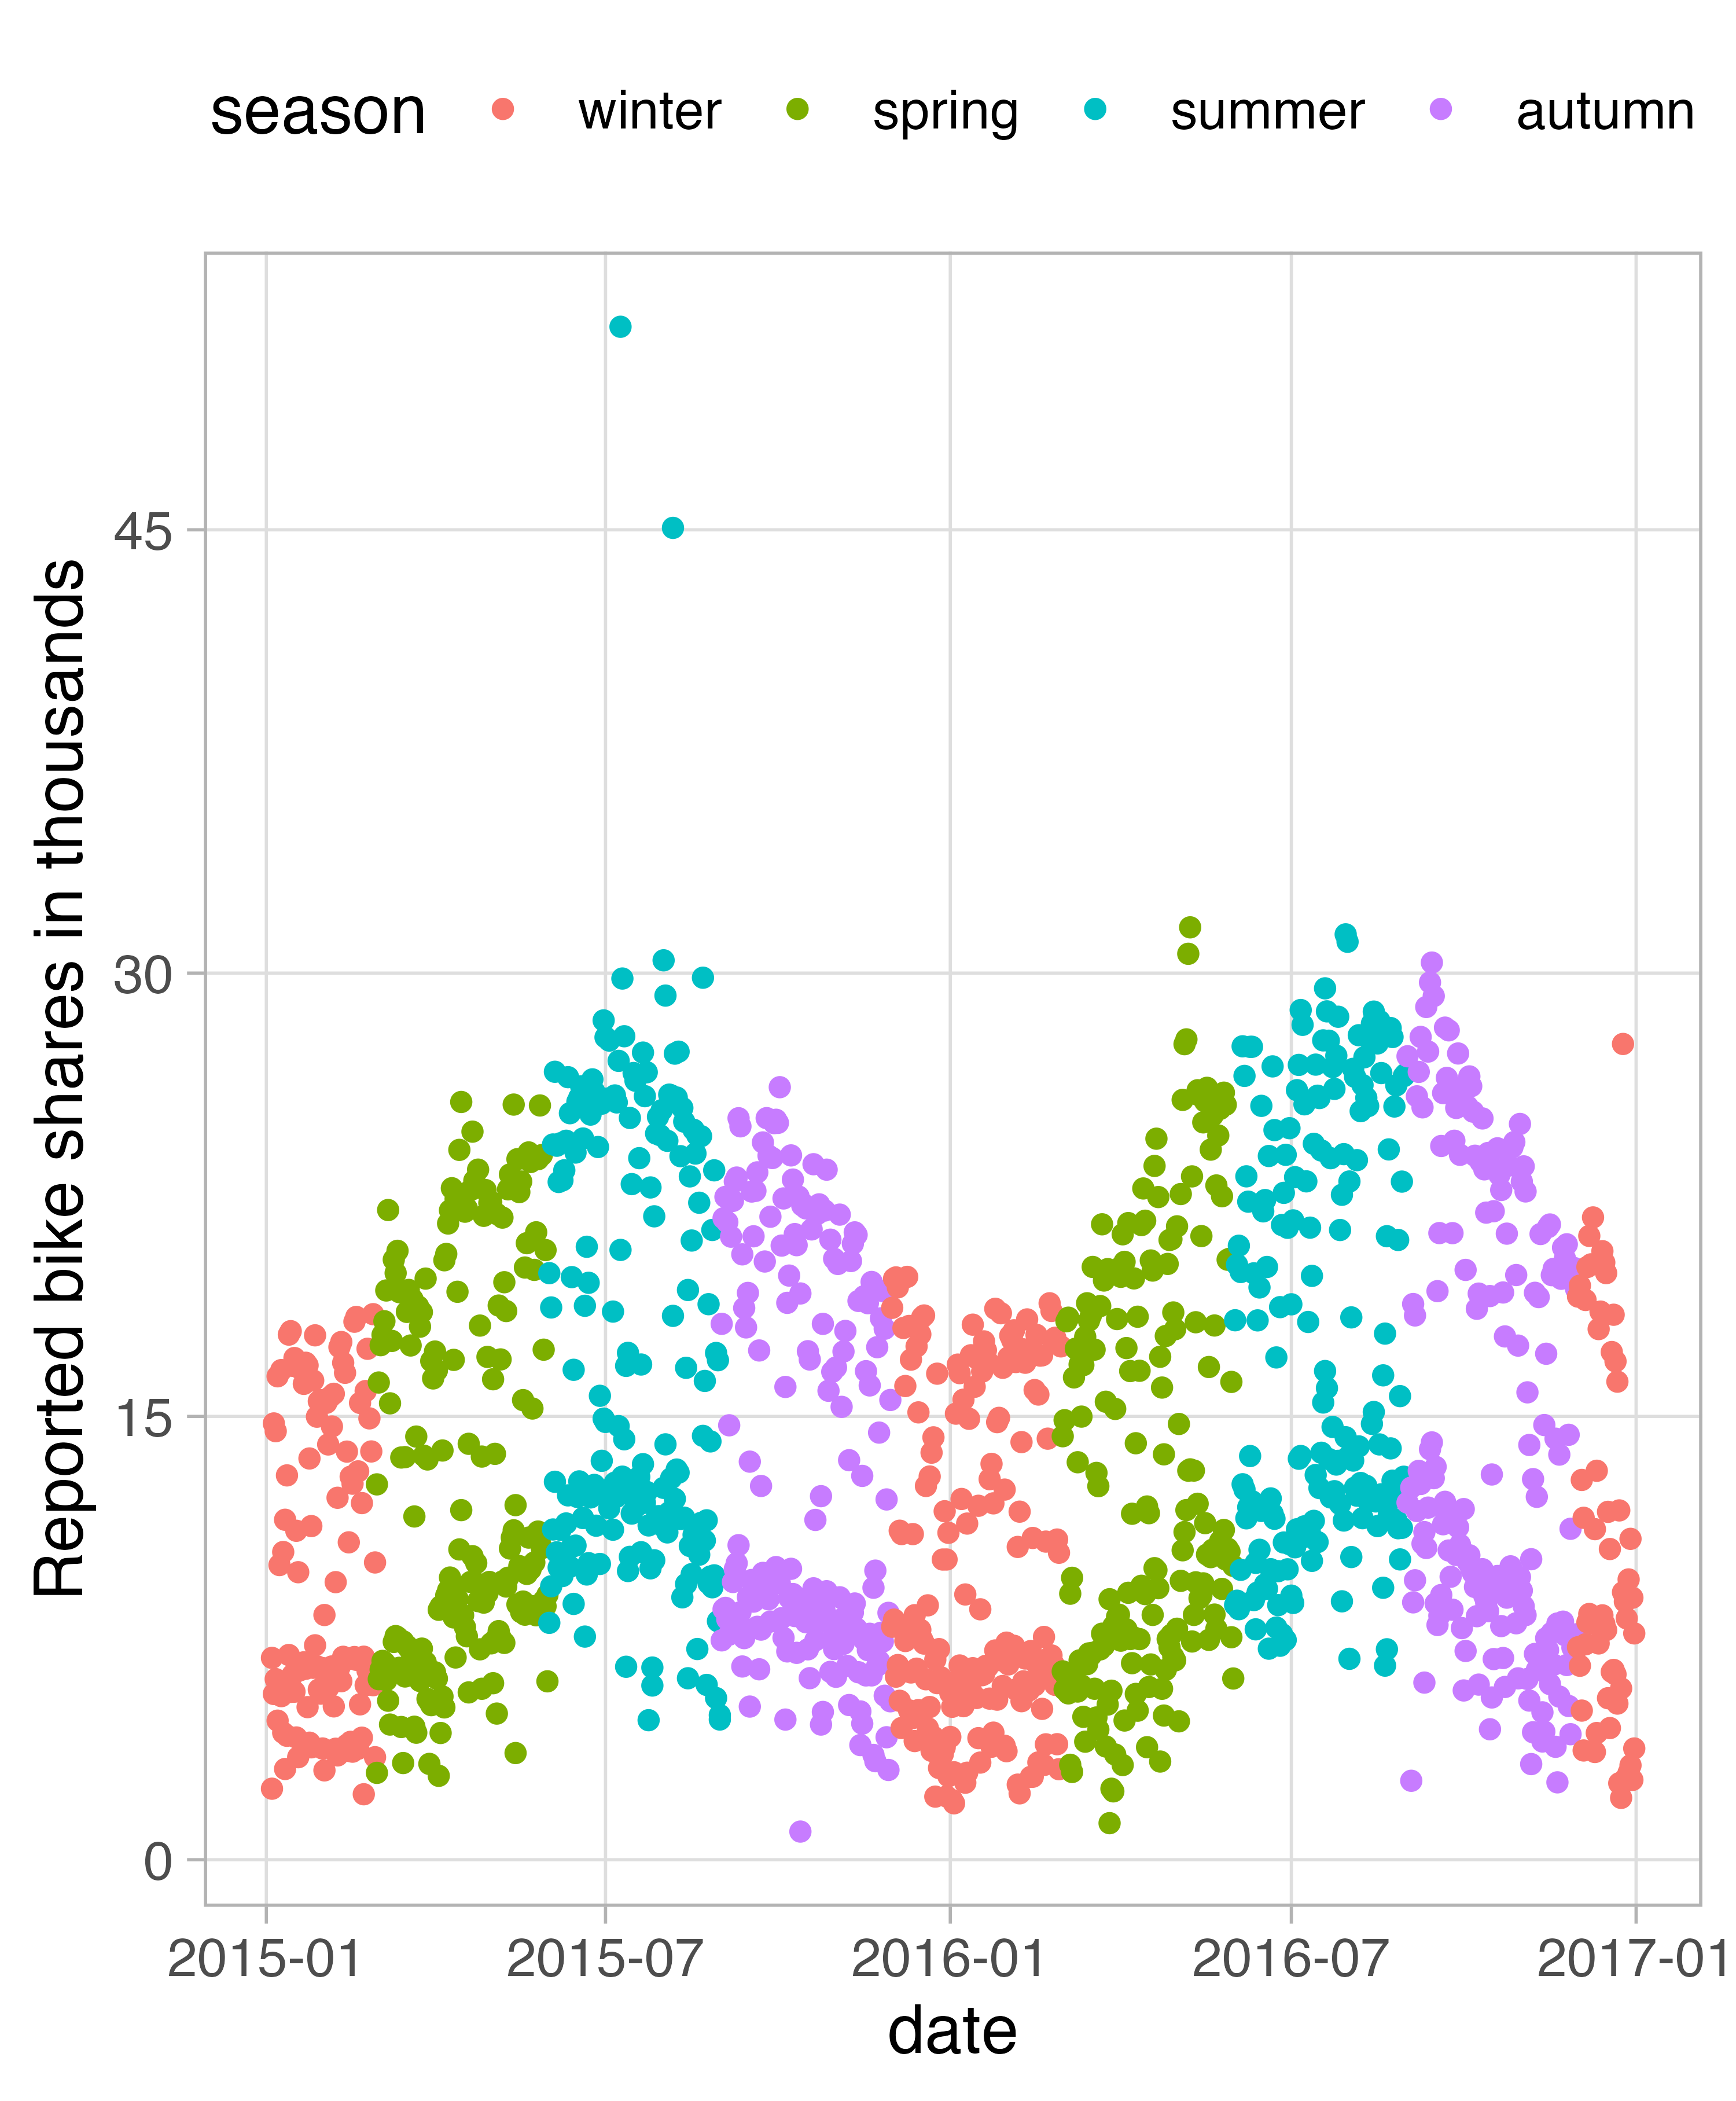 season winter spring summer autumn
Reported bike shares in thousands
45
30
15
0
2015-01 2015-07 2016-01 2016-07 2017-01
date